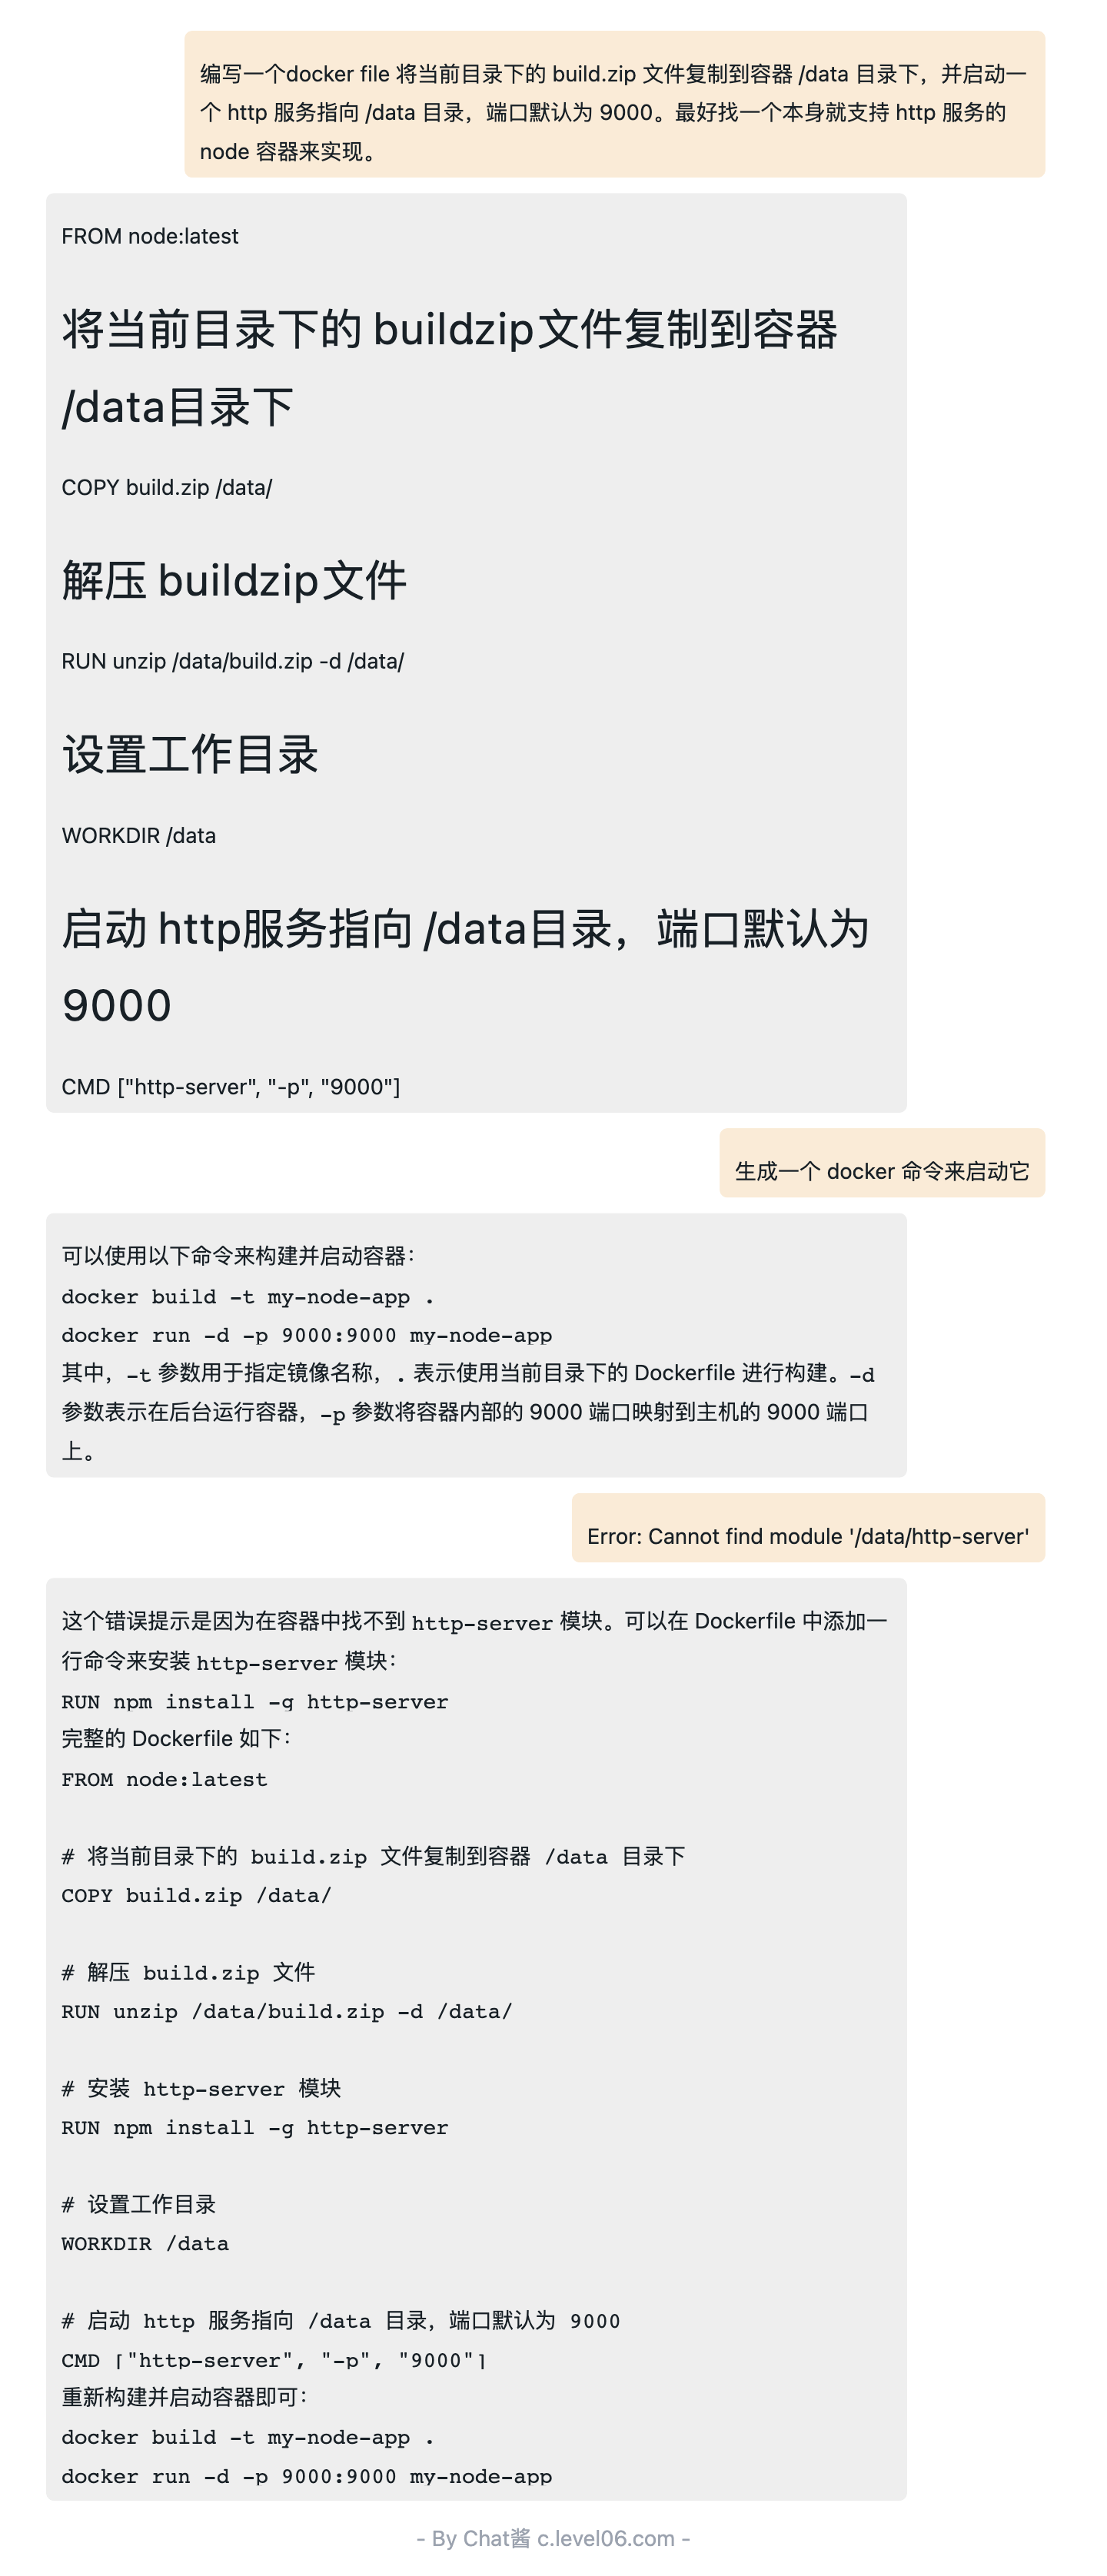 编写一个docker file 将当前目录下的 build.zip 文件复制到容器 /data 目录下，并启动一
个 http 服务指向 /data 目录，端口默认为 9000。最好找一个本身就支持 http 服务的
node 容器来实现。
FROM node:latest
将当前目录下的 build.zip文件复制到容器
/data目录下
COPY build.zip /data/
解压 build.zip文件
RUN unzip /data/build.zip -d /data/
设置工作目录
WORKDIR /data
启动 http服务指向 /data目录，端口默认为
9000
CMD ["http-server", "-p", "9000"]
生成一个 docker 命令来启动它
可以使用以下命令来构建并启动容器：
docker build -t my-node-app .
docker run -d -p 9000:9000 my-node-app
其中，-t 参数用于指定镜像名称，. 表示使用当前目录下的 Dockerfile 进行构建。-d
参数表示在后台运行容器，-p 参数将容器内部的 9000 端口映射到主机的 9000 端口
上。
Error: Cannot find module '/data/http-server'
这个错误提示是因为在容器中找不到 http-server 模块。可以在 Dockerfile 中添加一
行命令来安装 http-server 模块：
RUN npm install -g http-server
完整的 Dockerfile 如下：
FROM node:latest
# 将当前目录下的 build.zip 文件复制到容器 /data 目录下
COPY build.zip /data/
# 解压 build.zip 文件
RUN unzip /data/build.zip -d /data/
# 安装 http-server 模块
RUN npm install -g http-server
# 设置工作目录
WORKDIR /data
# 启动 http 服务指向 /data 目录，端口默认为 9000
CMD ["http-server", "-p", "9000"]
重新构建并启动容器即可：
docker build -t my-node-app .
docker run -d -p 9000:9000 my-node-app
- By Chat酱 c.level06.com -